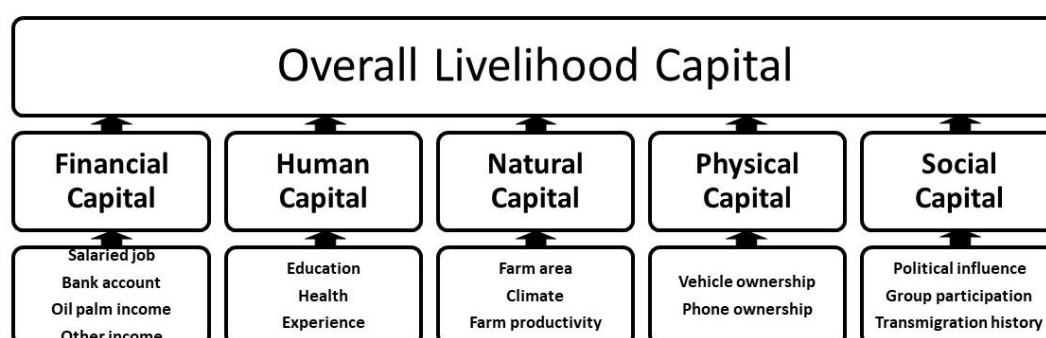 Overall Livelihood Capital
Financial
Capital
Human
Capital
Natural
Capital
Physical
Capital
Social
Capital
Salaried job
Bank account
Oil palm income
Other income
Education
Health
Experience
Farm area
Climate
Farm productivity
Vehicle ownership
Phone ownership
Political influence
Group participation
Transmigration history